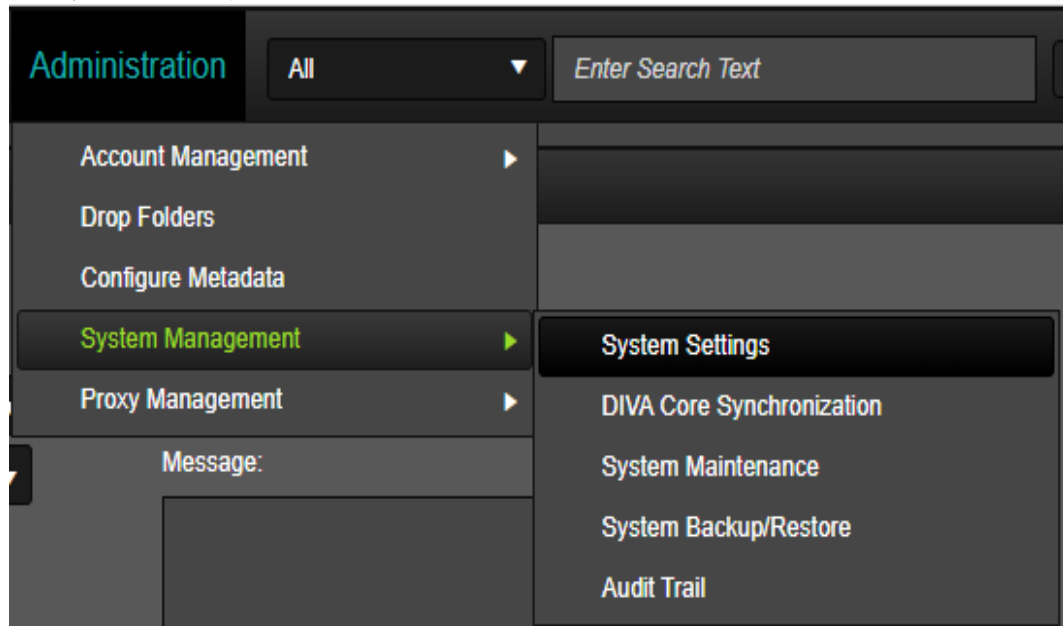 Administration All Enter Search Text
Account Management
Drop Folders
Configure Metadata
System Management
Proxy Management
System Settings
DIVA Core Synchronization
System Maintenance
System Backup/Restore
Audit Trail
Message: